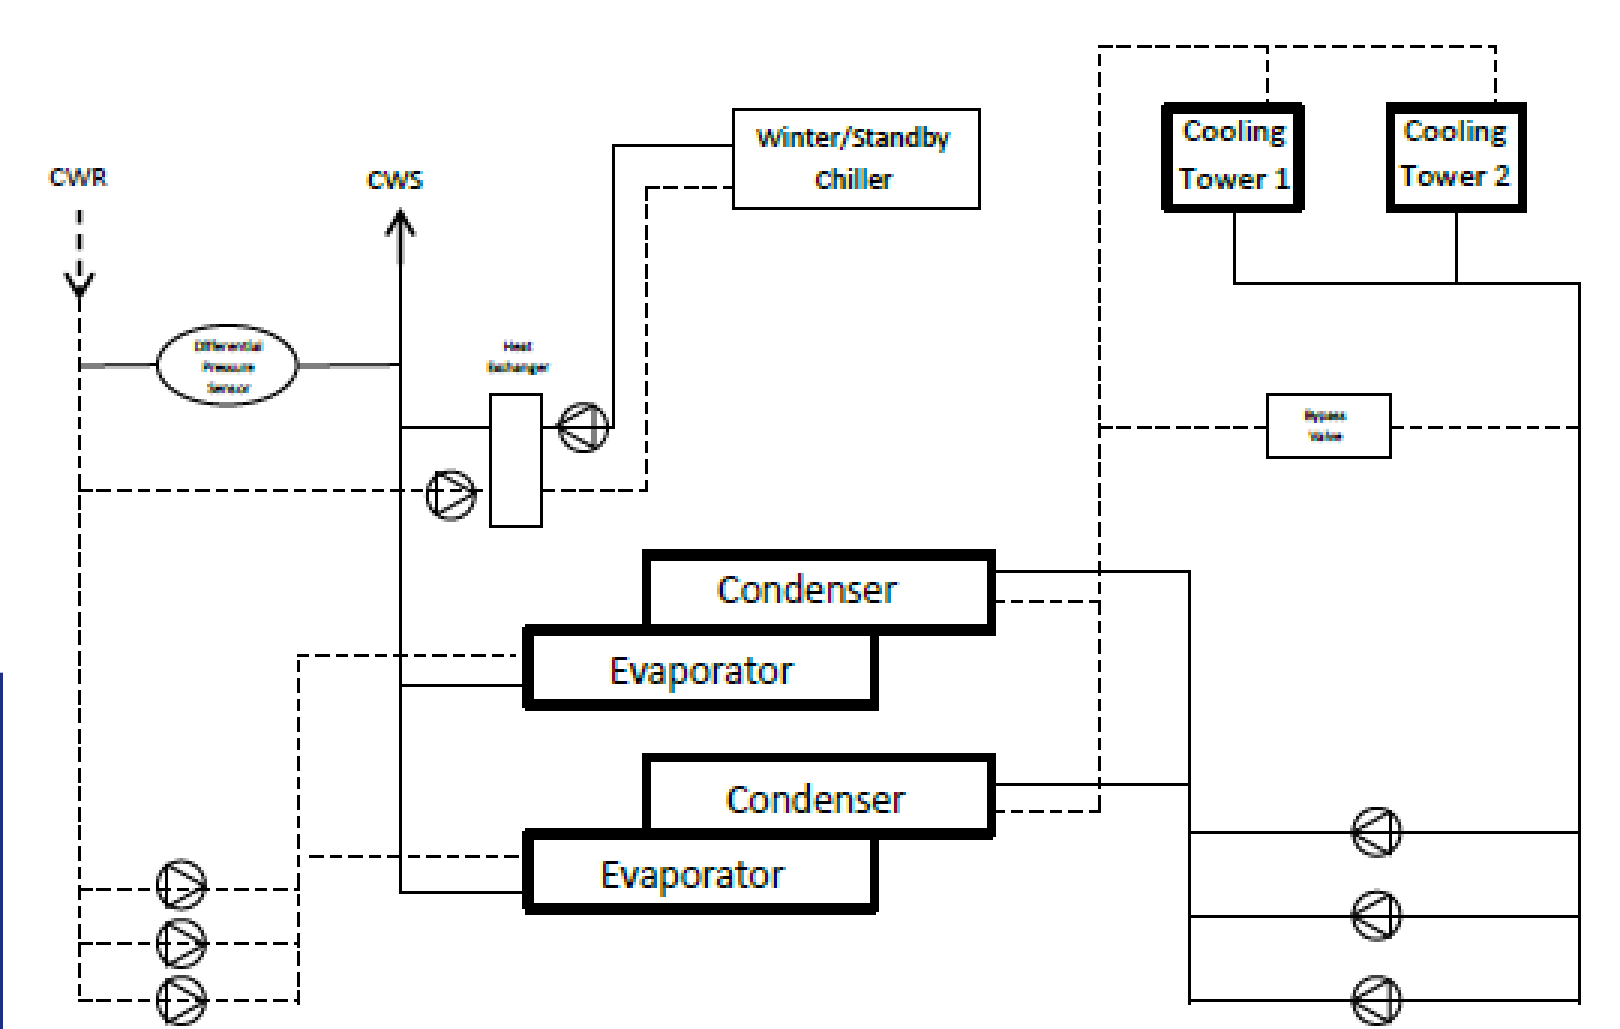 CWR
CWS
Winter/Standby
Chiller
Cooling
Tower 1
Cooling
Tower 2
Differential
Pressure
Sensor
Heat
Exchanger
Bypass
Valve
Condenser
Evaporator
Condenser
Evaporator